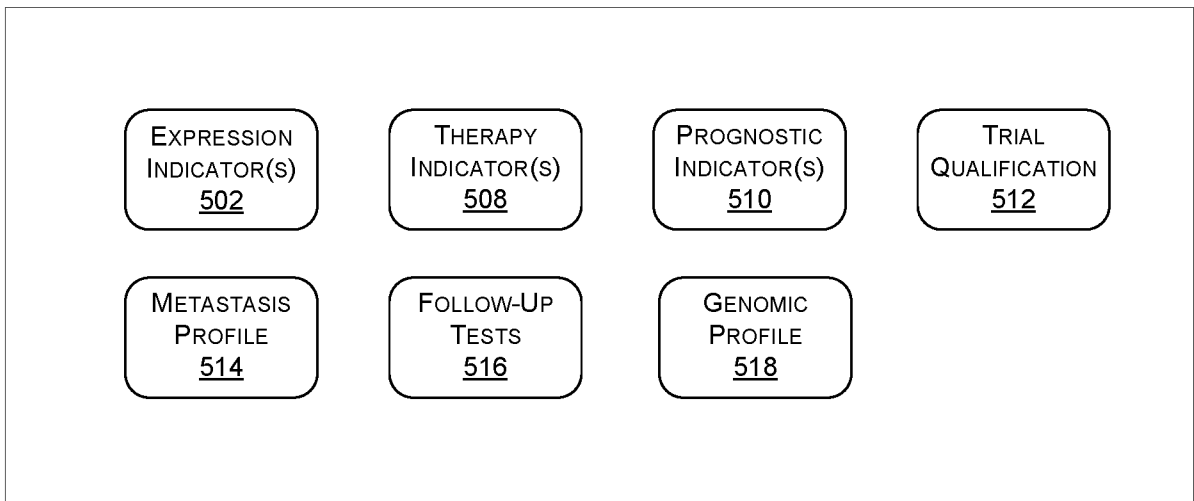 EXPRESSION
INDICATOR(S)
502
THERAPY
INDICATOR(S)
508
PROGNOSTIC
INDICATOR(S)
510
TRIAL
QUALIFICATION
512
METASTASIS
PROFILE
514
FOLLOW-UP
TESTS
516
GENOMIC
PROFILE
518